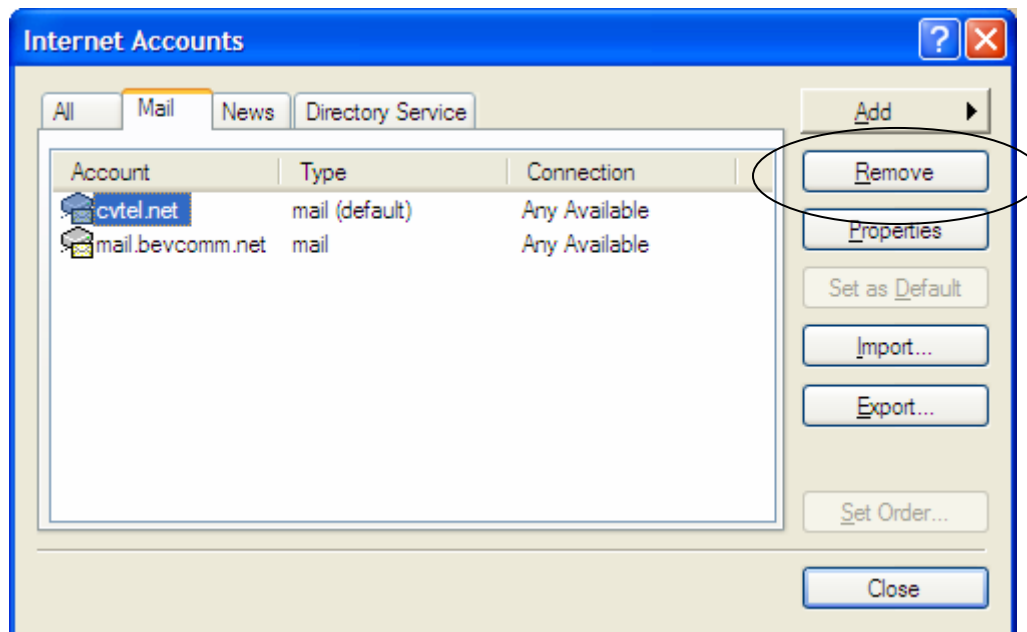 Internet Accounts
All Mail News Directory Service
Add
Account Type Connection
Remove
cvtel.net mail (default) Any Available
mail.bevcomm.net mail Any Available
Properties
Set as Default
Import...
Export...
Set Order...
Close